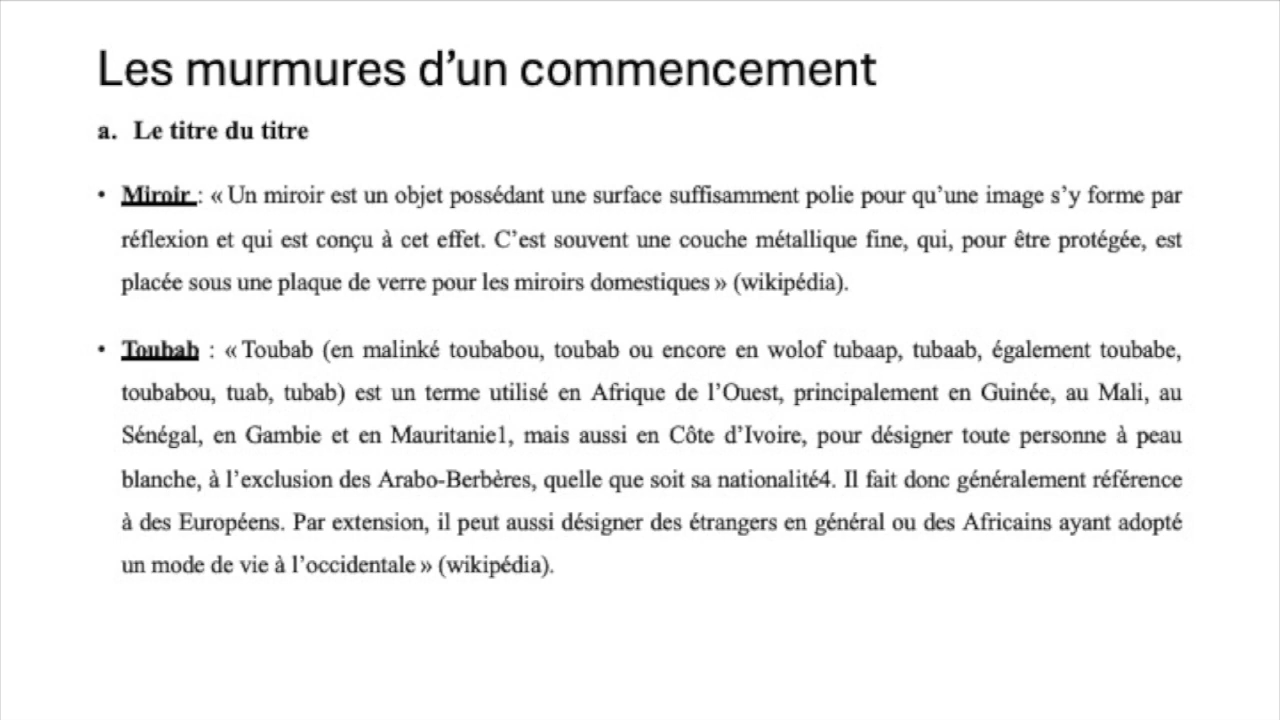 Les murmures d’un commencement
a. Le titre du titre
• Miroir : « Un miroir est un objet possédant une surface suffisamment polie pour qu’une image s’y forme par
réflexion et qui est conçu à cet effet. C’est souvent une couche métallique fine, qui, pour être protégée, est
placée sous une plaque de verre pour les miroirs domestiques » (wikipédia).
• Toubab : « Toubab (en malinké toubabou, toubab ou encore en wolof tubaap, tubaab, également toubabe,
toubabou, tuab, tubab) est un terme utilisé en Afrique de l’Ouest, principalement en Guinée, au Mali, au
Sénégal, en Gambie et en Mauritanie1, mais aussi en Côte d’Ivoire, pour désigner toute personne à peau
blanche, à l’exclusion des Arabo-Berbères, quelle que soit sa nationalité4. Il fait donc généralement référence
à des Européens. Par extension, il peut aussi désigner des étrangers en général ou des Africains ayant adopté
un mode de vie à l’occidentale » (wikipédia).